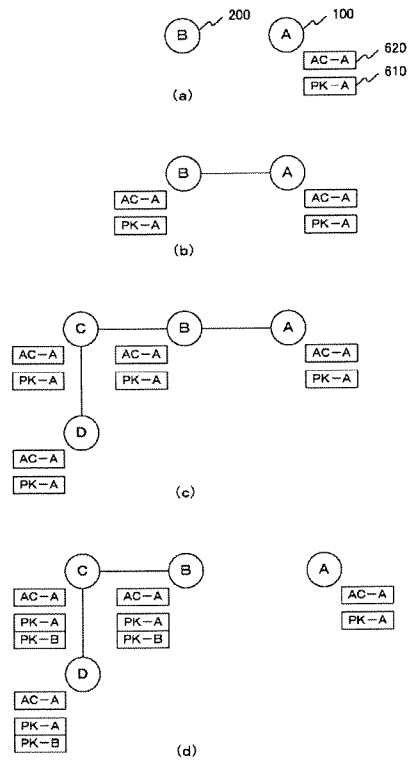 B 200 A 100
AC-A 620
PK-A 610
(a)
B A
AC-A AC-A
PK-A PK-A
(b)
C B A
AC-A AC-A AC-A
PK-A PK-A PK-A
D
AC-A
PK-A
(c)
C B A
AC-A AC-A AC-A
PK-A PK-A PK-A
PK-B PK-B
D
AC-A
PK-A
PK-B
(d)